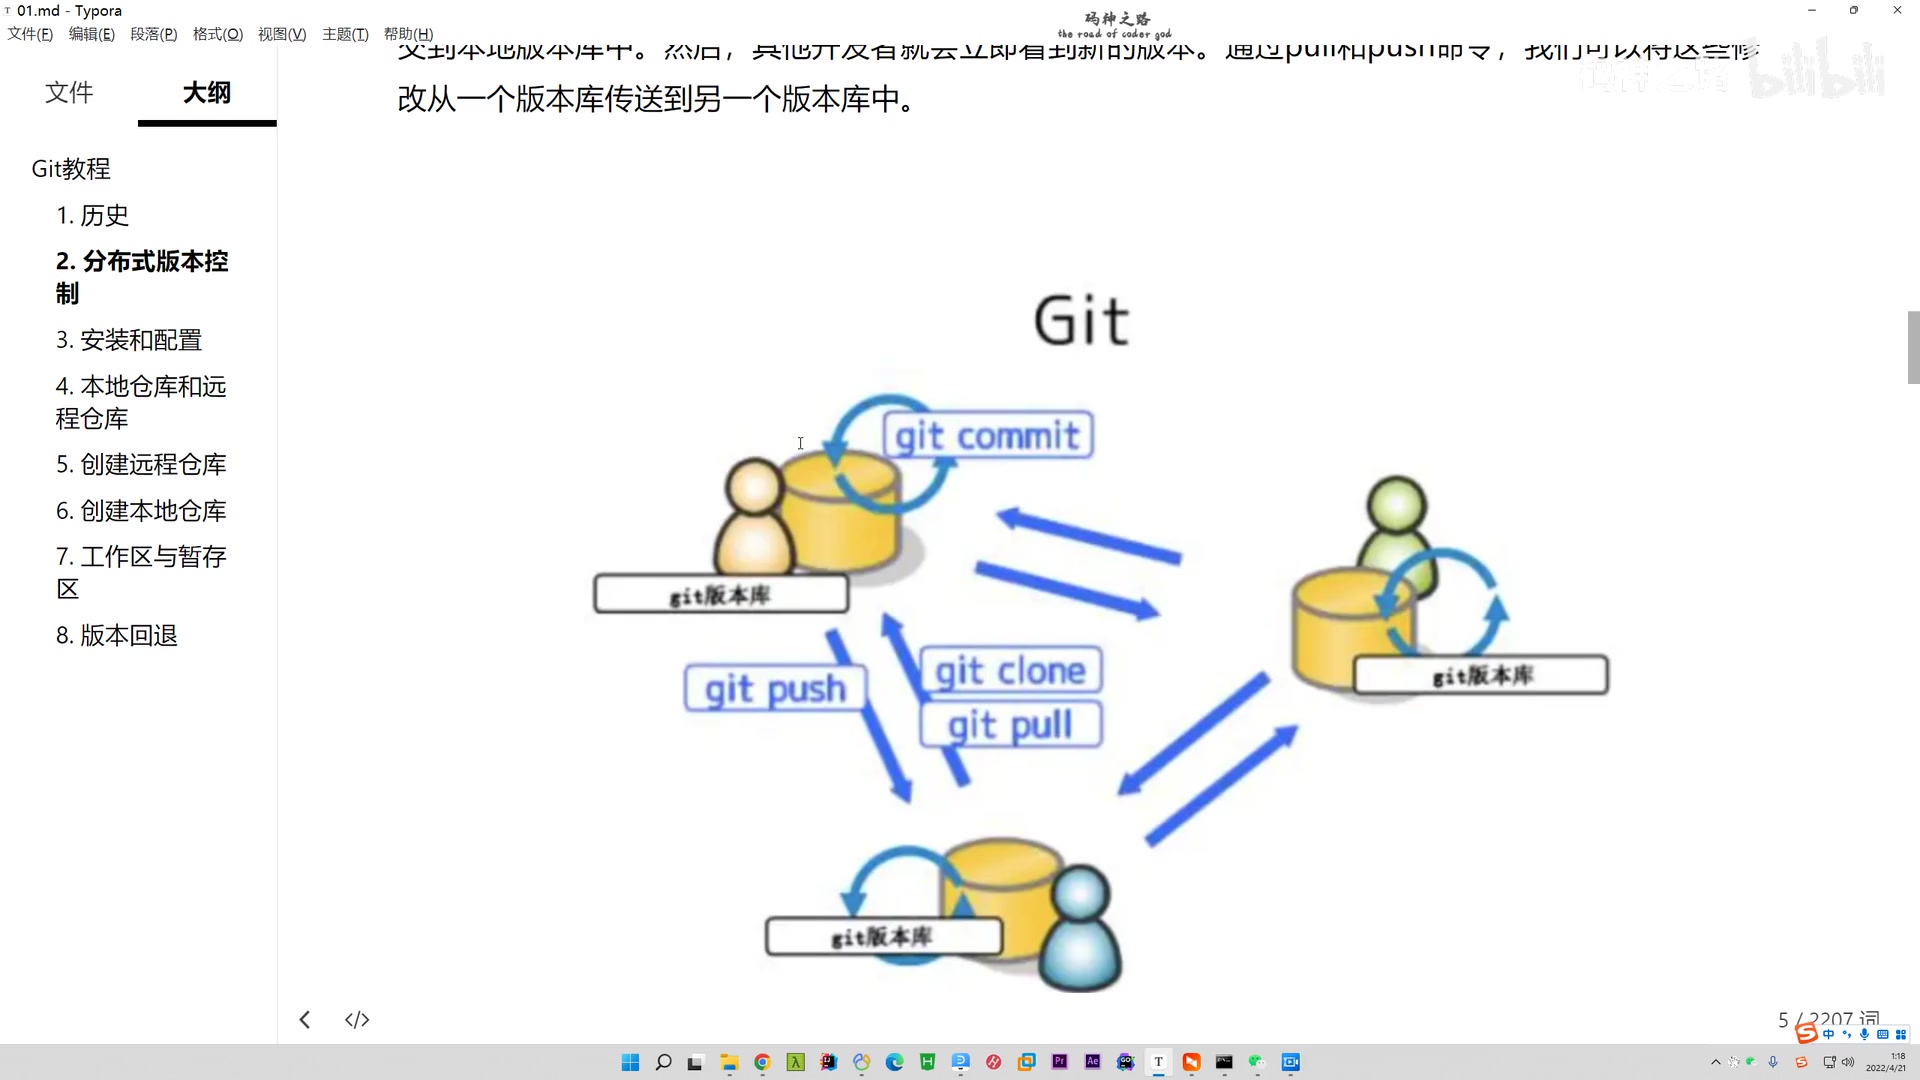 01.md - Typora
码神之路
the road of coder god
文件(F) 编辑(E) 段落(P) 格式(O) 视图(V) 主题(T) 帮助(H)
交到本地版本库中。然后，其他开发者就会立即看到新的版本。通过pull和push命令，我们可以将这些修
改从一个版本库传送到另一个版本库中。
码神之路 bilibili
文件 大纲
Git教程
1. 历史
2. 分布式版本控
制
3. 安装和配置
4. 本地仓库和远
程仓库
5. 创建远程仓库
6. 创建本地仓库
7. 工作区与暂存
区
8. 版本回退
Git
git commit
git版本库
git clone
git push
git pull
git版本库
git版本库
5 / 2207 词
中
1:18
2022/4/21